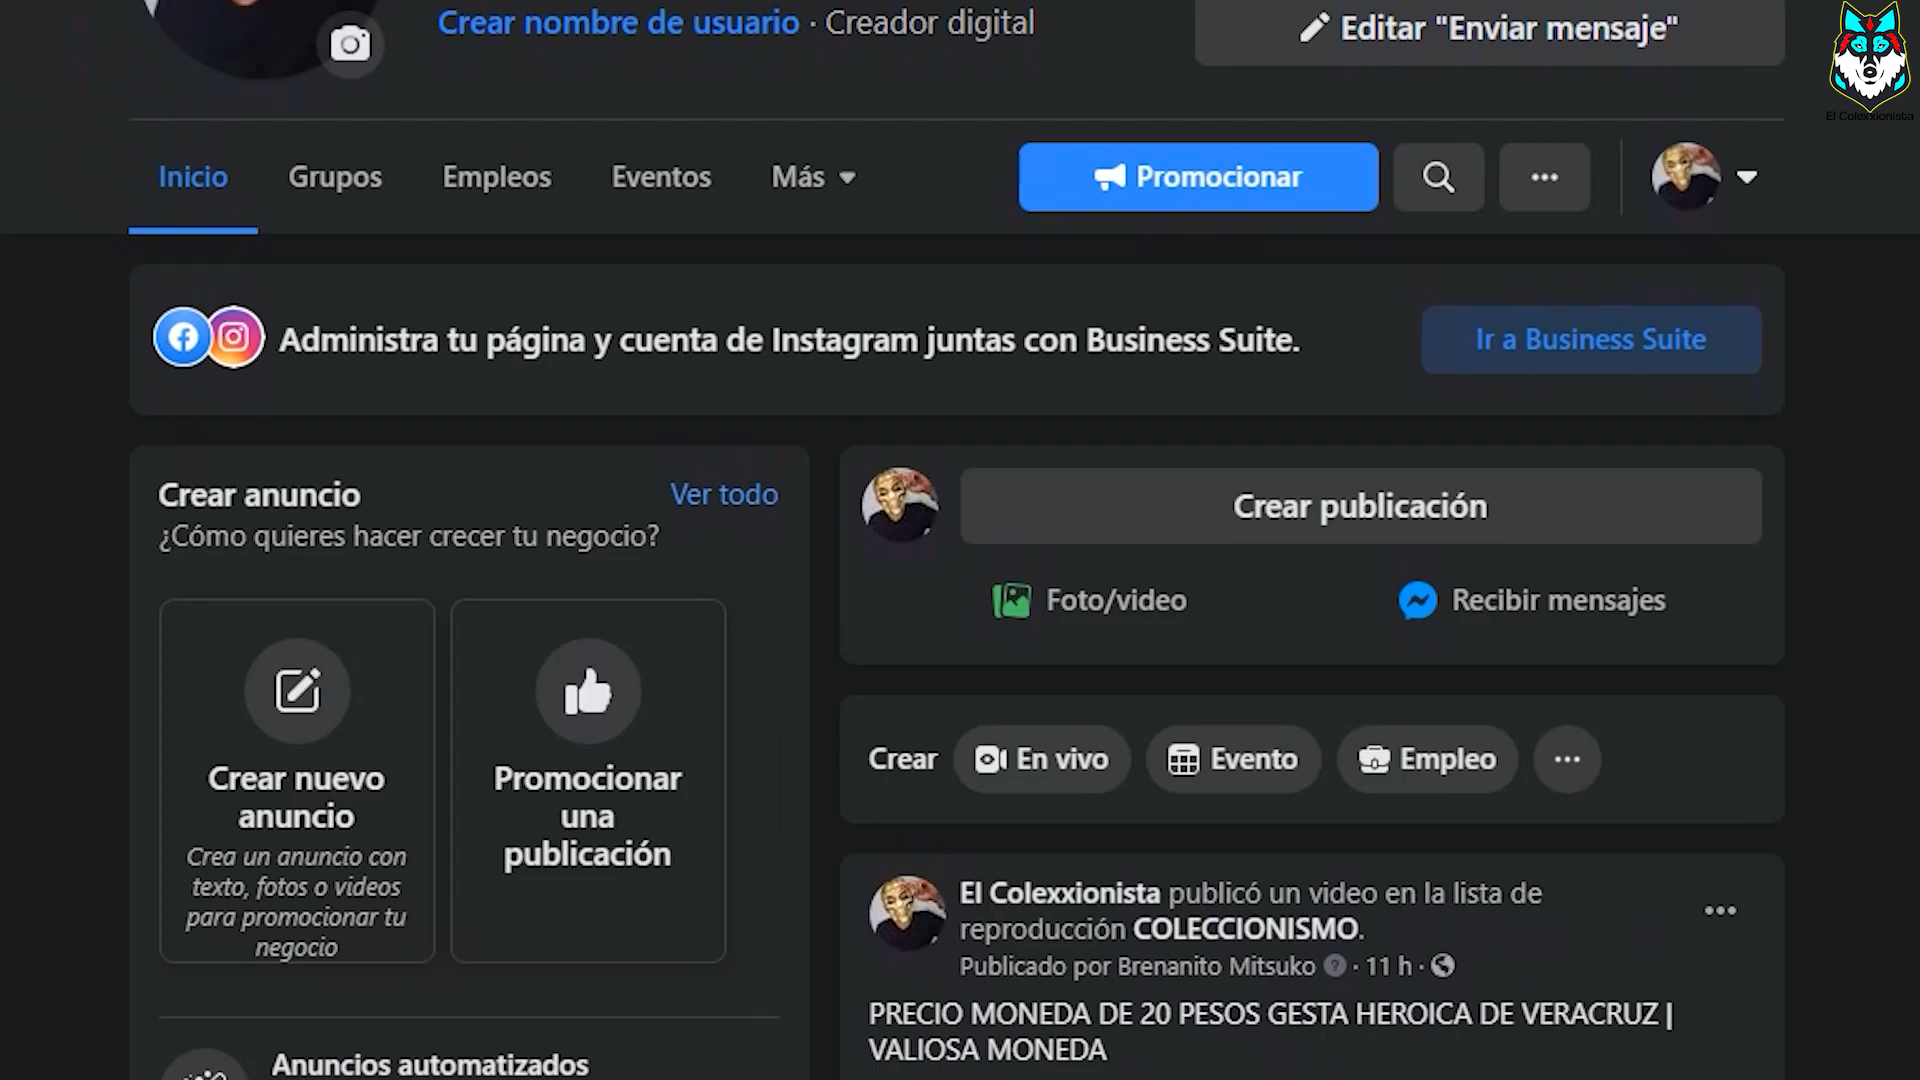 Crear nombre de usuario · Creador digital
Editar "Enviar mensaje"
El Colexxionista
Inicio
Grupos
Empleos
Eventos
Más
Promocionar
Administra tu página y cuenta de Instagram juntas con Business Suite.
Ir a Business Suite
Crear anuncio
Ver todo
¿Cómo quieres hacer crecer tu negocio?
Crear nuevo
anuncio
Crea un anuncio con
texto, fotos o videos
para promocionar tu
negocio
Promocionar
una
publicación
Anuncios automatizados
Crear publicación
Foto/video
Recibir mensajes
Crear
En vivo
Evento
Empleo
El Colexxionista publicó un video en la lista de
reproducción COLECCIONISMO.
Publicado por Brenanito Mitsuko · 11 h ·
PRECIO MONEDA DE 20 PESOS GESTA HEROICA DE VERACRUZ |
VALIOSA MONEDA